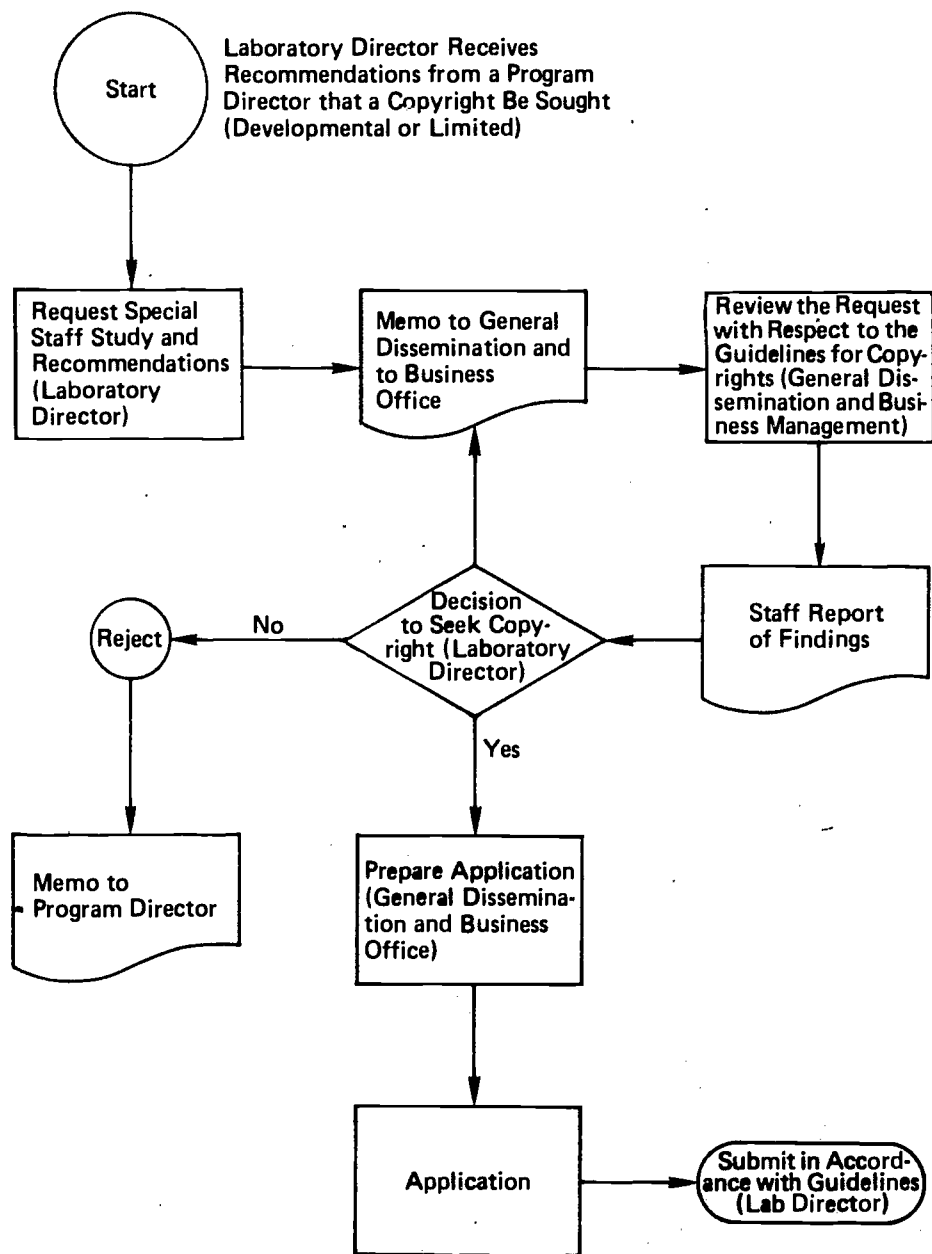 Start
Laboratory Director Receives
Recommendations from a Program
Director that a Copyright Be Sought
(Developmental or Limited)
Request Special
Staff Study and
Recommendations
(Laboratory
Director)
Memo to General
Dissemination and
to Business
Office
Review the Request
with Respect to the
Guidelines for Copy-
rights (General Dis-
semination and Busi-
ness Management)
Reject
No
Decision
to Seek Copy-
right (Laboratory
Director)
Staff Report
of Findings
Yes
Memo to
Program Director
Prepare Application
(General Dissemina-
tion and Business
Office)
Application
Submit in Accord-
ance with Guidelines
(Lab Director)